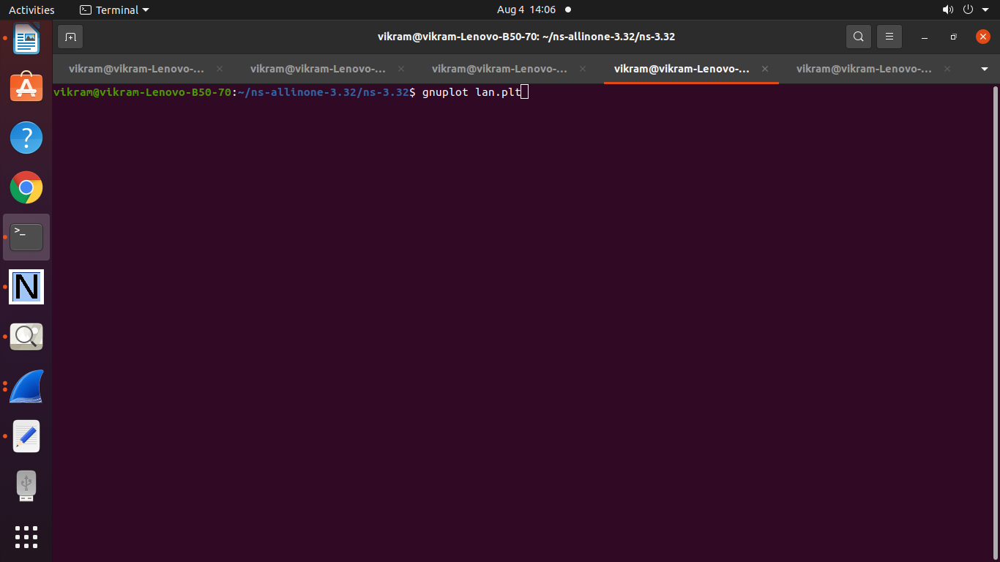 Activities
Terminal
Aug 4 14:06
vikram@vikram-Lenovo-B50-70: ~/ns-allinone-3.32/ns-3.32
vikram@vikram-Lenovo-...
vikram@vikram-Lenovo-...
vikram@vikram-Lenovo-...
vikram@vikram-Lenovo-...
vikram@vikram-Lenovo-...
vikram@vikram-Lenovo-B50-70:~/ns-allinone-3.32/ns-3.32$ gnuplot lan.plt
?
>_
N